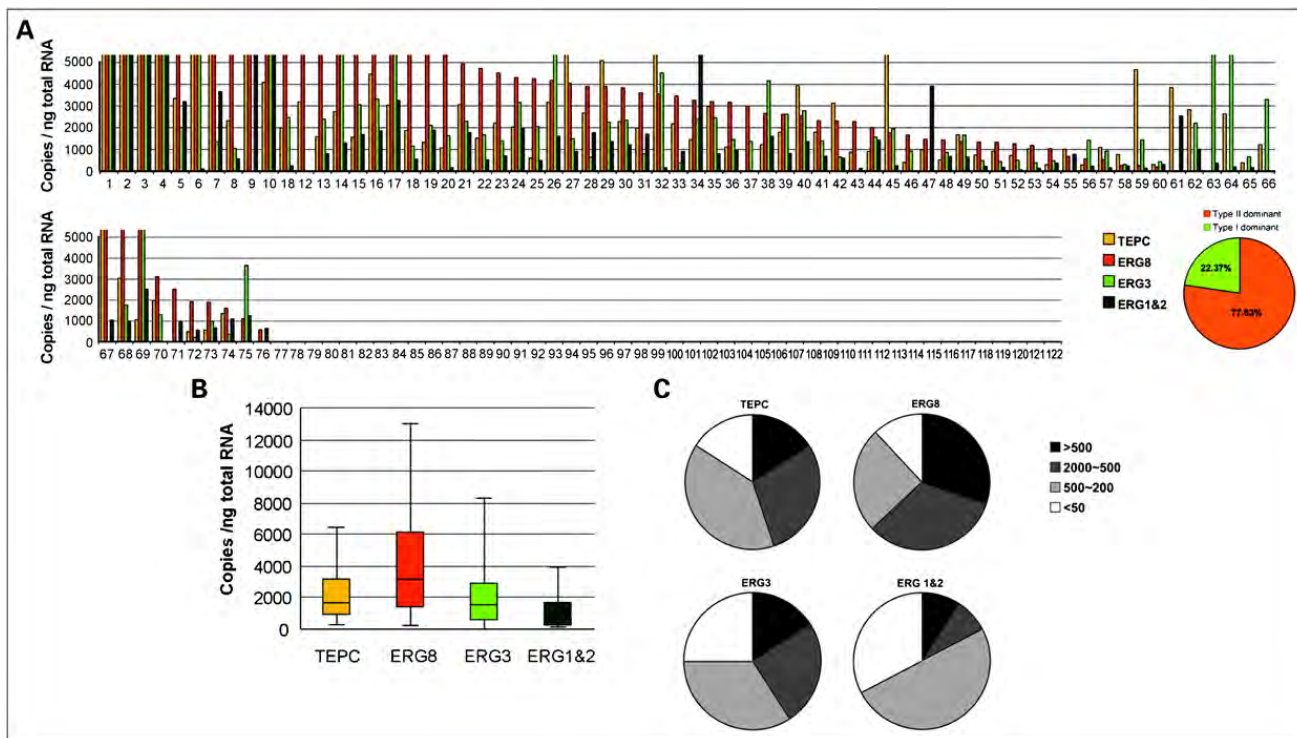 A
Copies / ng total RNA
5000
4000
3000
2000
1000
0
1 2 3 4 5 6 7 8 9 10 18 12 13 14 15 16 17 18 19 20 21 22 23 24 25 26 27 28 29 30 31 32 33 34 35 36 37 38 39 40 41 42 43 44 45 46 47 48 49 50 51 52 53 54 55 56 57 58 59 60 61 62 63 64 65 66
Copies / ng total RNA
5000
4000
3000
2000
1000
0
67 68 69 70 71 72 73 74 75 76 77 78 79 80 81 82 83 84 85 86 87 88 89 90 91 92 93 94 95 96 97 98 99 100 101 102 103 104 105 106 107 108 109 110 111 112 113 114 115 116 117 118 119 120 121 122
TEPC
ERG8
ERG3
ERG1&2
Type II dominant
Type I dominant
22.37%
77.63%
B
Copies /ng total RNA
14000
12000
10000
8000
6000
4000
2000
0
TEPC ERG8 ERG3 ERG1&2
C
TEPC
ERG8
ERG3
ERG 1&2
>500
2000~500
500~200
<50